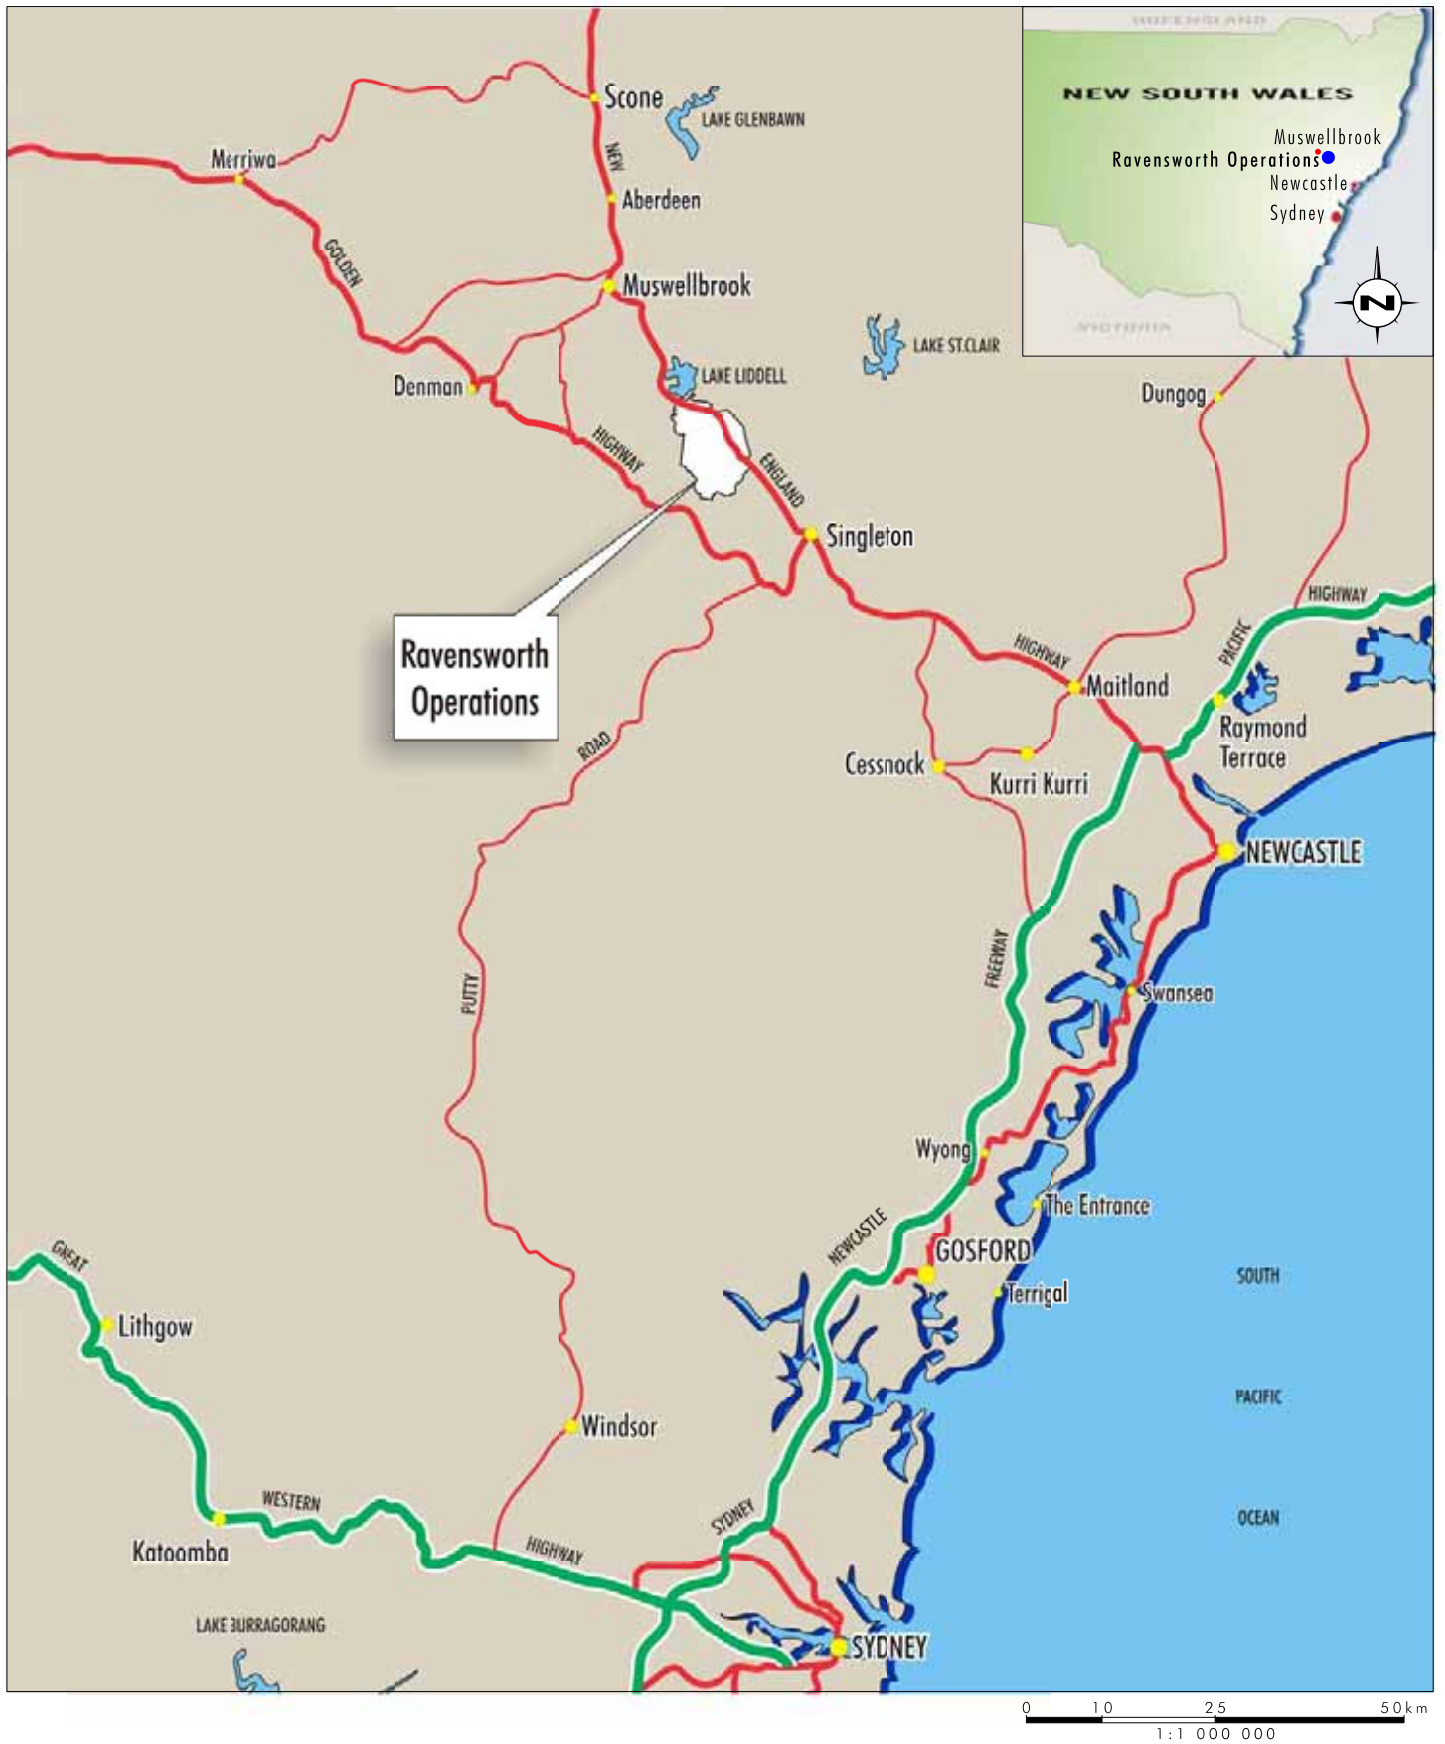 QUEENSLAND
NEW SOUTH WALES
Muswellbrook
Ravensworth Operations
Newcastle
Sydney
VICTORIA
N
Scone
LAKE GLENBAWN
NEW
Merriwa
Aberdeen
GOLDEN
Muswellbrook
LAKE ST.CLAIR
LAKE LIDDELL
Denman
Dungog
HIGHWAY
ENGLAND
Singleton
HIGHWAY
Ravensworth
Operations
PACIFIC
HIGHWAY
Maitland
Raymond
Terrace
ROAD
Cessnock
Kurri Kurri
NEWCASTLE
FREEWAY
PUTTY
Swansea
Wyong
The Entrance
NEWCASTLE
GOSFORD
GREAT
SOUTH
Terrigal
Lithgow
PACIFIC
Windsor
WESTERN
SYDNEY
OCEAN
Katoomba
HIGHWAY
LAKE BURRAGORANG
SYDNEY
0 10 25 50km
1:1 000 000